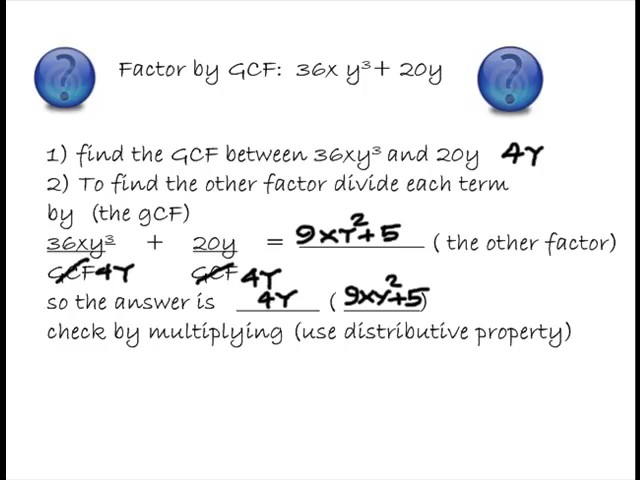 Factor by GCF: 36x y³ + 20y
1) find the GCF between 36xy³ and 20y 4Y
2) To find the other factor divide each term
by (the gCF)
36xy³ + 20y = 9xY²+5 (the other factor)
GCF 4Y GCF 4Y
so the answer is 4Y (9xy²+5)
check by multiplying (use distributive property)